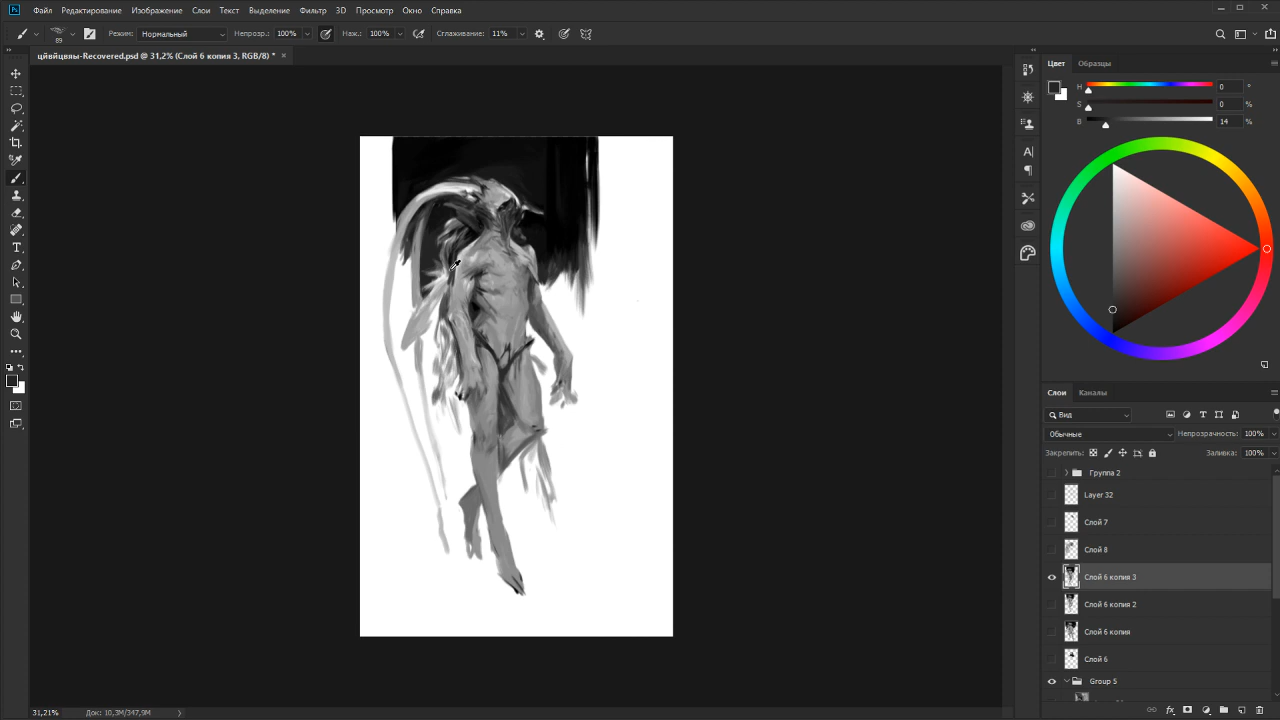 Ps Файл Редактирование Изображение Слои Текст Выделение Фильтр 3D Просмотр Окно Справка
89 Режим: Нормальный Непрозр.: 100% Наж.: 100% Сглаживание: 11%
цйвйцвяы-Recovered.psd @ 31,2% (Слой 6 копия 3, RGB/8) *
Цвет Образцы
H 0 °
S 0 %
B 14 %
Слои Каналы
Вид
Обычные Непрозрачность: 100%
Закрепить: Заливка: 100%
Группа 2
Layer 32
Слой 7
Слой 8
Слой 6 копия 3
Слой 6 копия 2
Слой 6 копия
Слой 6
Group 5
31,21% Док: 10,3M/347,9M